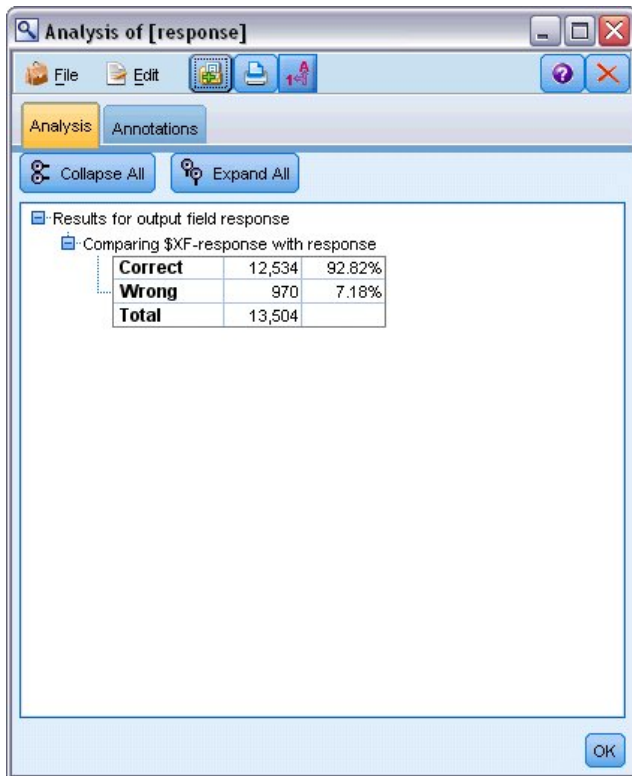 Analysis of [response]
File Edit
Analysis Annotations
Collapse All Expand All
Results for output field response
Comparing $XF-response with response
Correct 12,534 92.82%
Wrong 970 7.18%
Total 13,504
OK